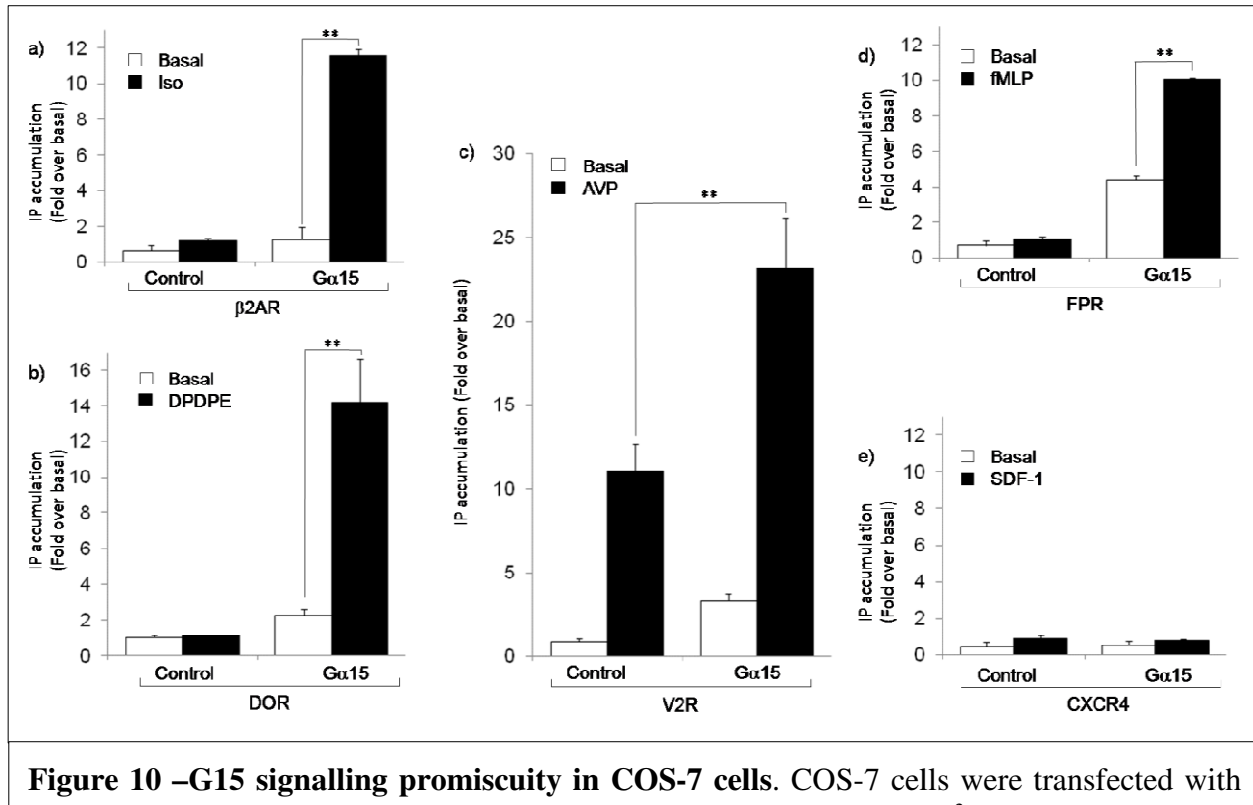 a)
IP accumulation
(Fold over basal)
12
10
8
6
4
2
0
Basal
Iso
**
Control
Gα15
β2AR
b)
IP accumulation
(Fold over basal)
16
14
12
10
8
6
4
2
0
Basal
DPDPE
**
Control
Gα15
DOR
c)
IP accumulation (Fold over basal)
30
25
20
15
10
5
0
Basal
AVP
**
Control
Gα15
V2R
d)
IP accumulation
(Fold over basal)
12
10
8
6
4
2
0
Basal
fMLP
**
Control
Gα15
FPR
e)
IP accumulation
(Fold over basal)
12
10
8
6
4
2
0
Basal
SDF-1
Control
Gα15
CXCR4
Figure 10 –G15 signalling promiscuity in COS-7 cells. COS-7 cells were transfected with